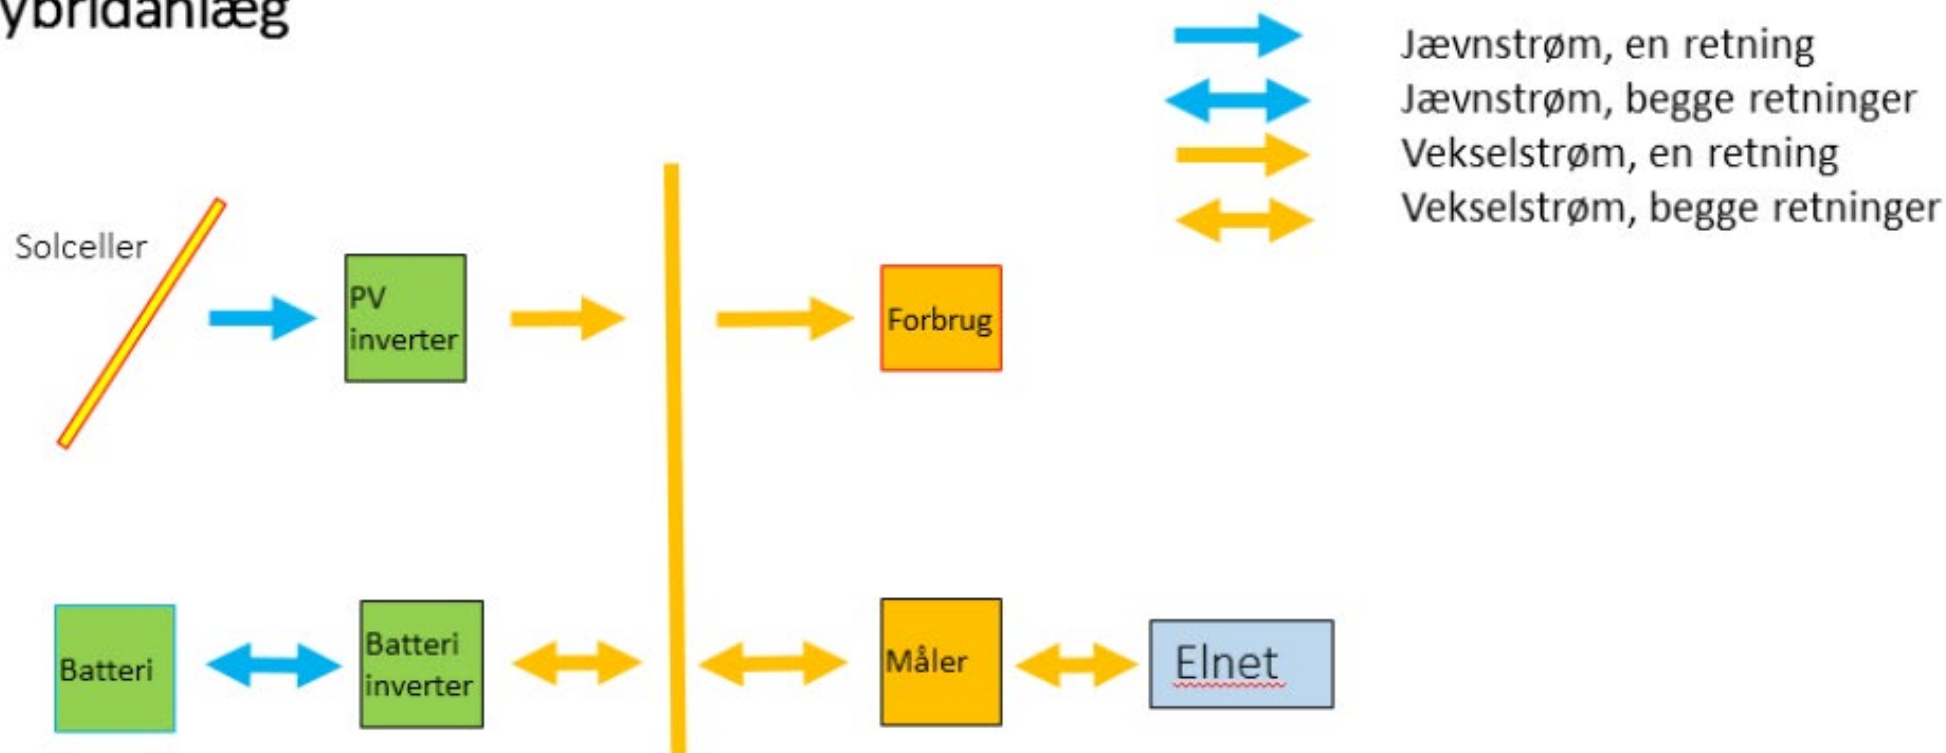 ybridanlæg
Jævnstrøm, en retning
Jævnstrøm, begge retninger
Vekselstrøm, en retning
Vekselstrøm, begge retninger
Solceller
PV
inverter
Forbrug
Batteri
Batteri
inverter
Måler
Elnet